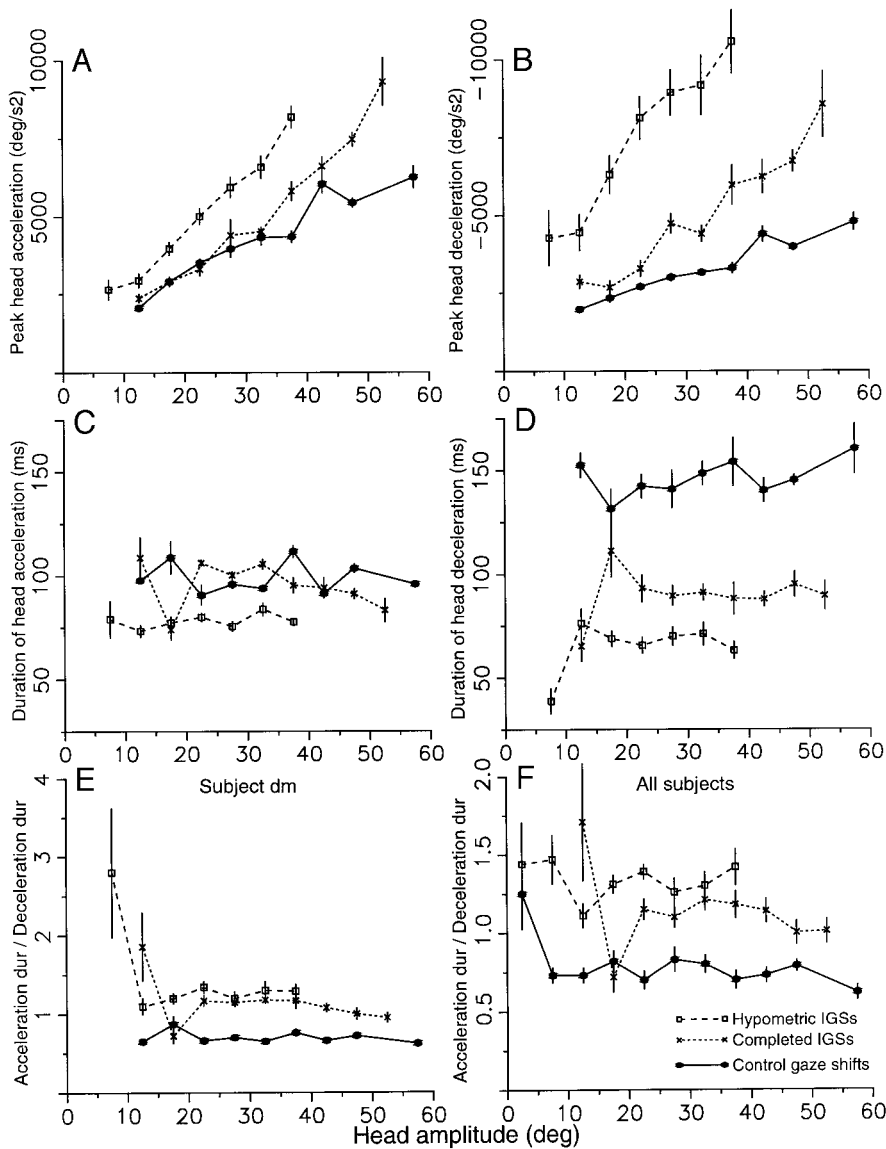 A
Peak head acceleration (deg/s2)
10000
5000
0 10 20 30 40 50 60
B
Peak head deceleration (deg/s2)
-10000
-5000
0 10 20 30 40 50 60
C
Duration of head acceleration (ms)
150
100
50
0 10 20 30 40 50 60
D
Duration of head deceleration (ms)
150
100
50
0 10 20 30 40 50 60
E
Subject dm
Acceleration dur / Deceleration dur
4
3
2
1
0 10 20 30 40 50 60
F
All subjects
Acceleration dur / Deceleration dur
2.0
1.5
1.0
0.5
Hypometric IGSs
Completed IGSs
Control gaze shifts
0 10 20 30 40 50 60
Head amplitude (deg)